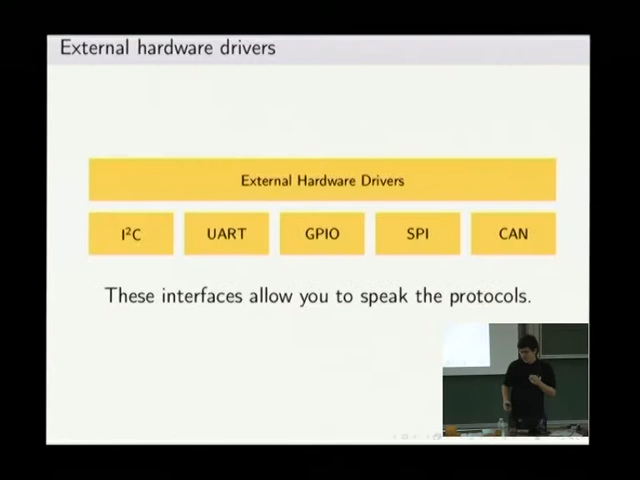 External hardware drivers
External Hardware Drivers
I²C UART GPIO SPI CAN
These interfaces allow you to speak the protocols.